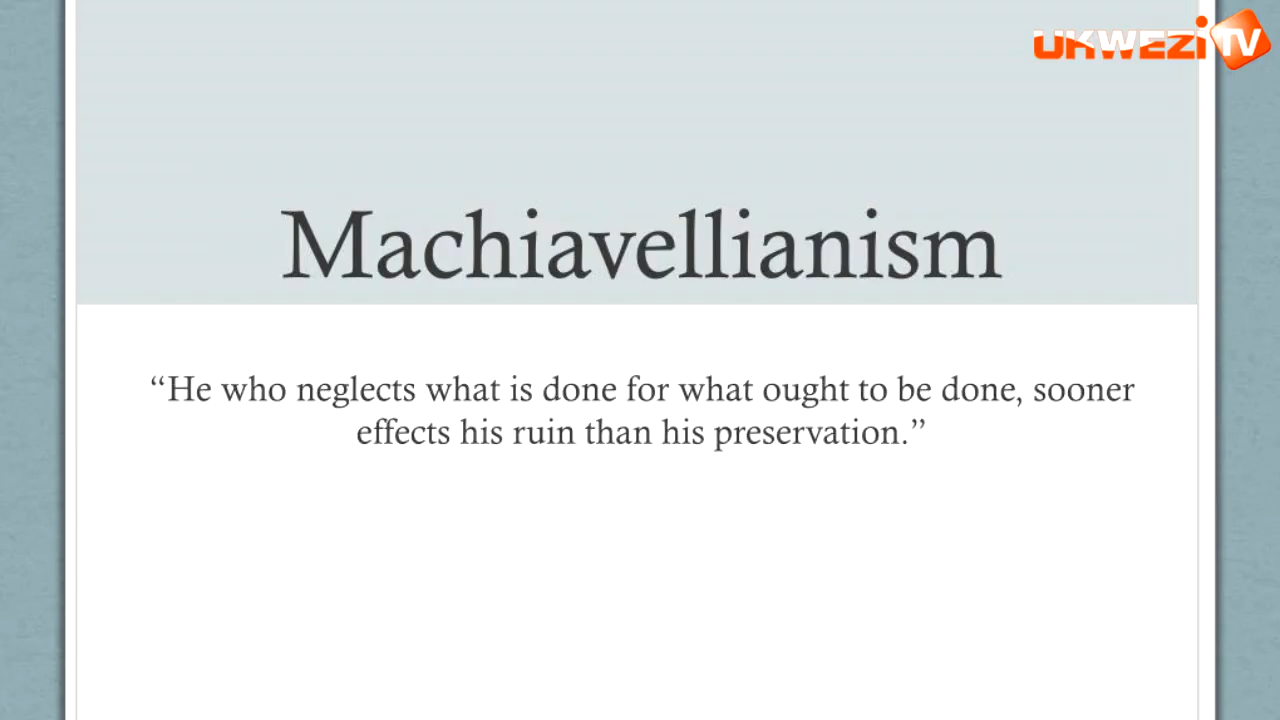 UKWEZI TV
Machiavellianism
“He who neglects what is done for what ought to be done, sooner
effects his ruin than his preservation.”